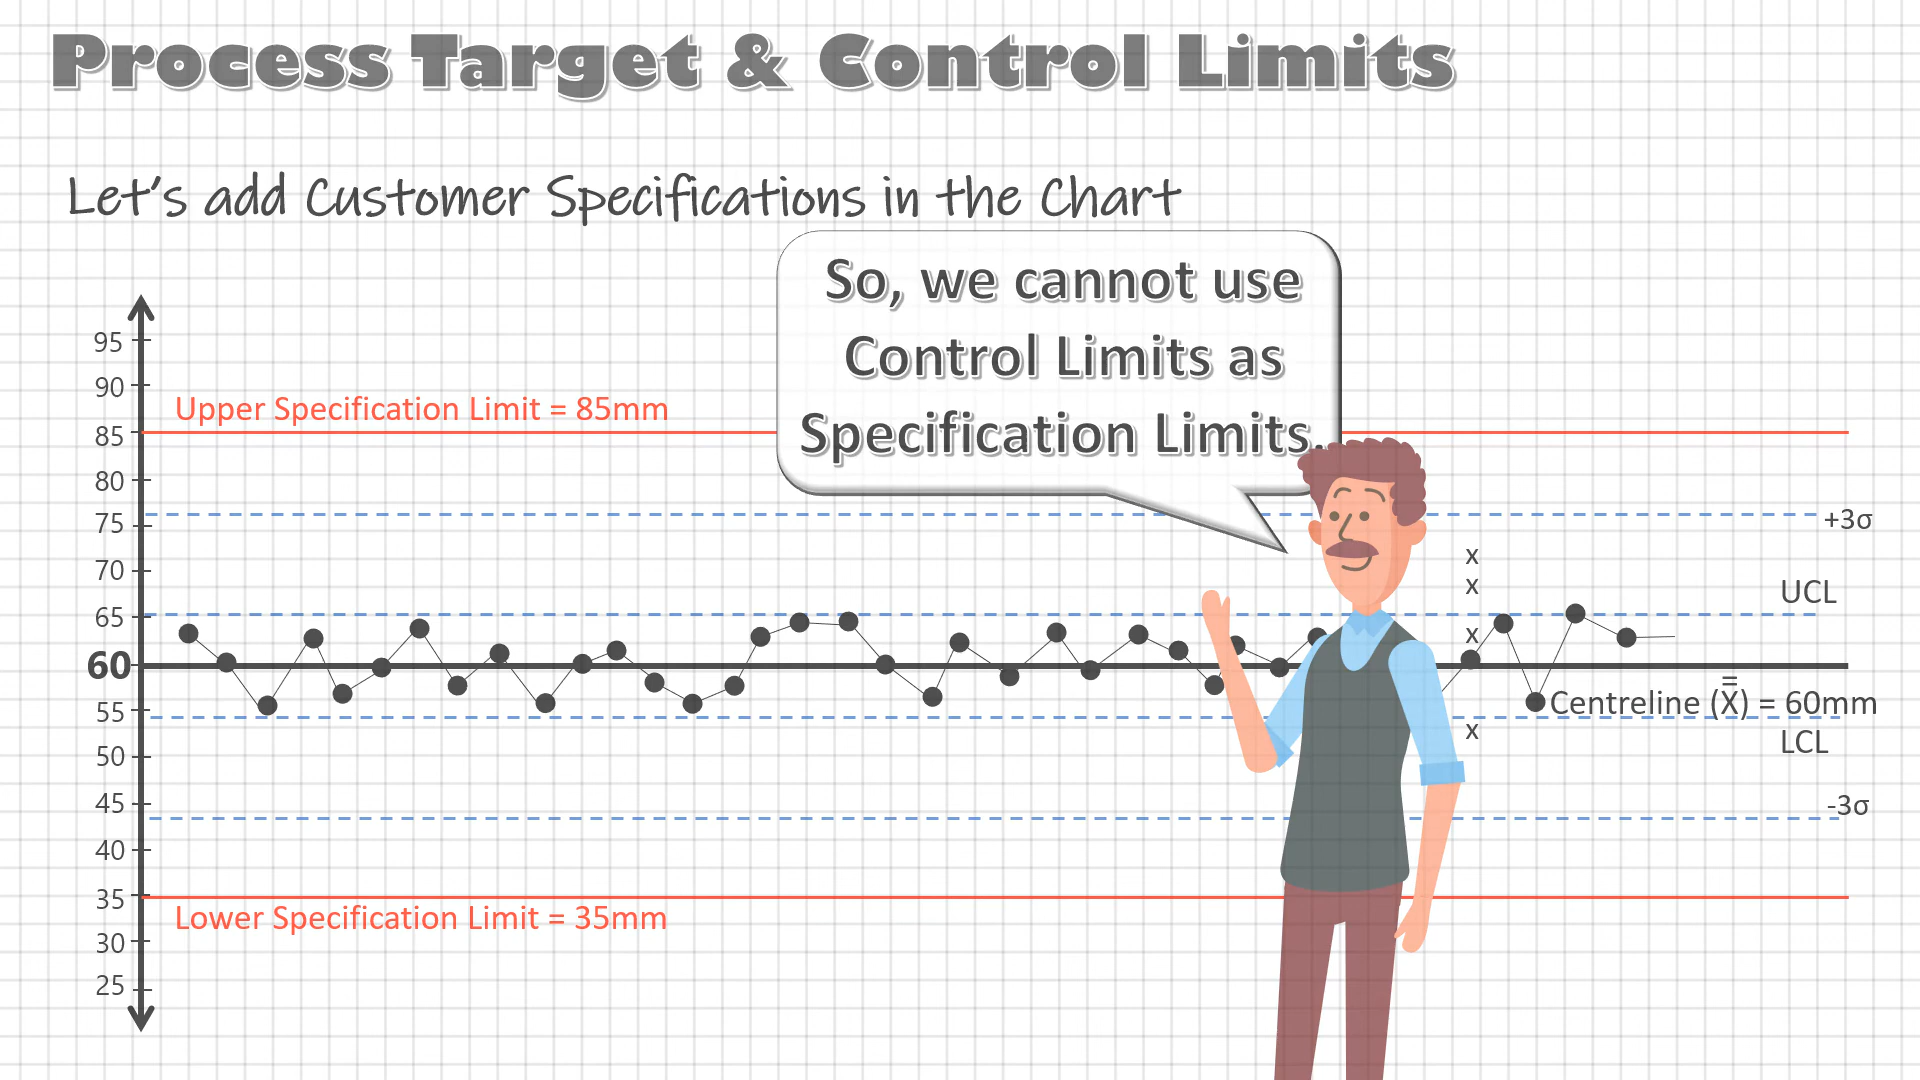 Process Target & Control Limits
Let's add Customer Specifications in the Chart
So, we cannot use
Control Limits as
Specification Limits.
95
90
Upper Specification Limit = 85mm
85
80
75
+3σ
x
70
x
UCL
65
x
60
Centreline (X̿) = 60mm
55
x
LCL
50
45
-3σ
40
35
Lower Specification Limit = 35mm
30
25